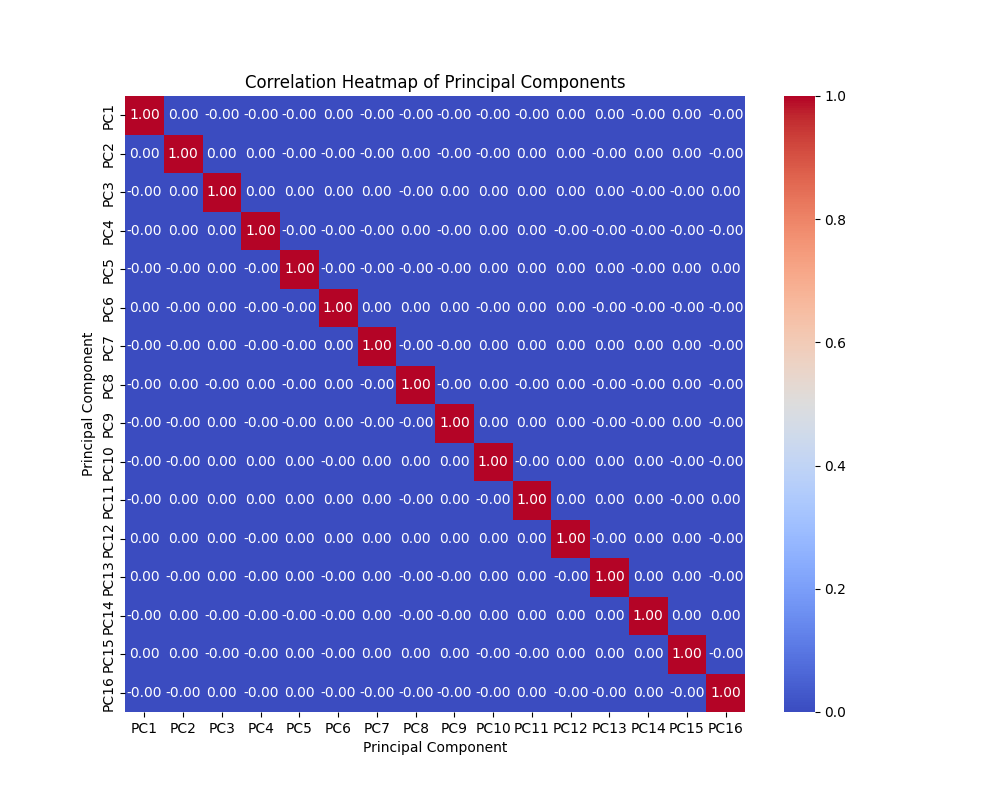 Correlation Heatmap of Principal Components
Principal Component
PC1 1.00 0.00 -0.00 -0.00 -0.00 0.00 -0.00 -0.00 -0.00 -0.00 -0.00 0.00 0.00 -0.00 0.00 -0.00
PC2 0.00 1.00 0.00 0.00 -0.00 -0.00 -0.00 0.00 -0.00 -0.00 0.00 0.00 -0.00 0.00 0.00 -0.00
PC3 -0.00 0.00 1.00 0.00 0.00 0.00 0.00 -0.00 0.00 0.00 0.00 0.00 0.00 -0.00 -0.00 0.00
PC4 -0.00 0.00 0.00 1.00 -0.00 -0.00 -0.00 -0.00 -0.00 -0.00 0.00 -0.00 -0.00 -0.00 0.00 -0.00
PC5 -0.00 -0.00 0.00 -0.00 1.00 -0.00 -0.00 -0.00 -0.00 0.00 0.00 0.00 0.00 -0.00 0.00 0.00
PC6 0.00 -0.00 0.00 -0.00 -0.00 1.00 0.00 0.00 0.00 -0.00 0.00 0.00 -0.00 -0.00 -0.00 -0.00
PC7 -0.00 -0.00 0.00 -0.00 -0.00 0.00 1.00 -0.00 -0.00 0.00 0.00 0.00 0.00 0.00 -0.00 -0.00
PC8 -0.00 0.00 -0.00 -0.00 -0.00 0.00 -0.00 1.00 -0.00 0.00 -0.00 0.00 -0.00 -0.00 0.00 -0.00
PC9 -0.00 -0.00 0.00 -0.00 -0.00 0.00 -0.00 -0.00 1.00 0.00 0.00 0.00 -0.00 -0.00 0.00 -0.00
PC10 -0.00 -0.00 0.00 -0.00 0.00 -0.00 0.00 0.00 0.00 1.00 -0.00 0.00 0.00 0.00 0.00 -0.00
PC11 -0.00 0.00 0.00 0.00 0.00 0.00 0.00 -0.00 0.00 -0.00 1.00 0.00 0.00 0.00 -0.00 0.00
PC12 0.00 0.00 0.00 -0.00 0.00 0.00 0.00 0.00 0.00 0.00 0.00 1.00 -0.00 0.00 0.00 -0.00
PC13 0.00 -0.00 0.00 -0.00 0.00 -0.00 0.00 -0.00 -0.00 0.00 0.00 -0.00 1.00 0.00 0.00 -0.00
PC14 -0.00 0.00 -0.00 -0.00 -0.00 -0.00 0.00 -0.00 -0.00 0.00 0.00 0.00 0.00 1.00 0.00 0.00
PC15 0.00 0.00 -0.00 0.00 0.00 -0.00 -0.00 0.00 0.00 0.00 -0.00 0.00 0.00 0.00 1.00 -0.00
PC16 -0.00 -0.00 0.00 -0.00 0.00 -0.00 -0.00 -0.00 -0.00 -0.00 0.00 -0.00 -0.00 0.00 -0.00 1.00
PC1 PC2 PC3 PC4 PC5 PC6 PC7 PC8 PC9 PC10 PC11 PC12 PC13 PC14 PC15 PC16
Principal Component
1.0
0.8
0.6
0.4
0.2
0.0